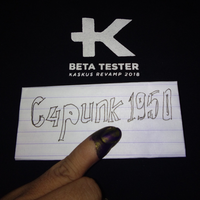 BETA TESTER
KASKUS REVAMP 2018
C4punk 1950